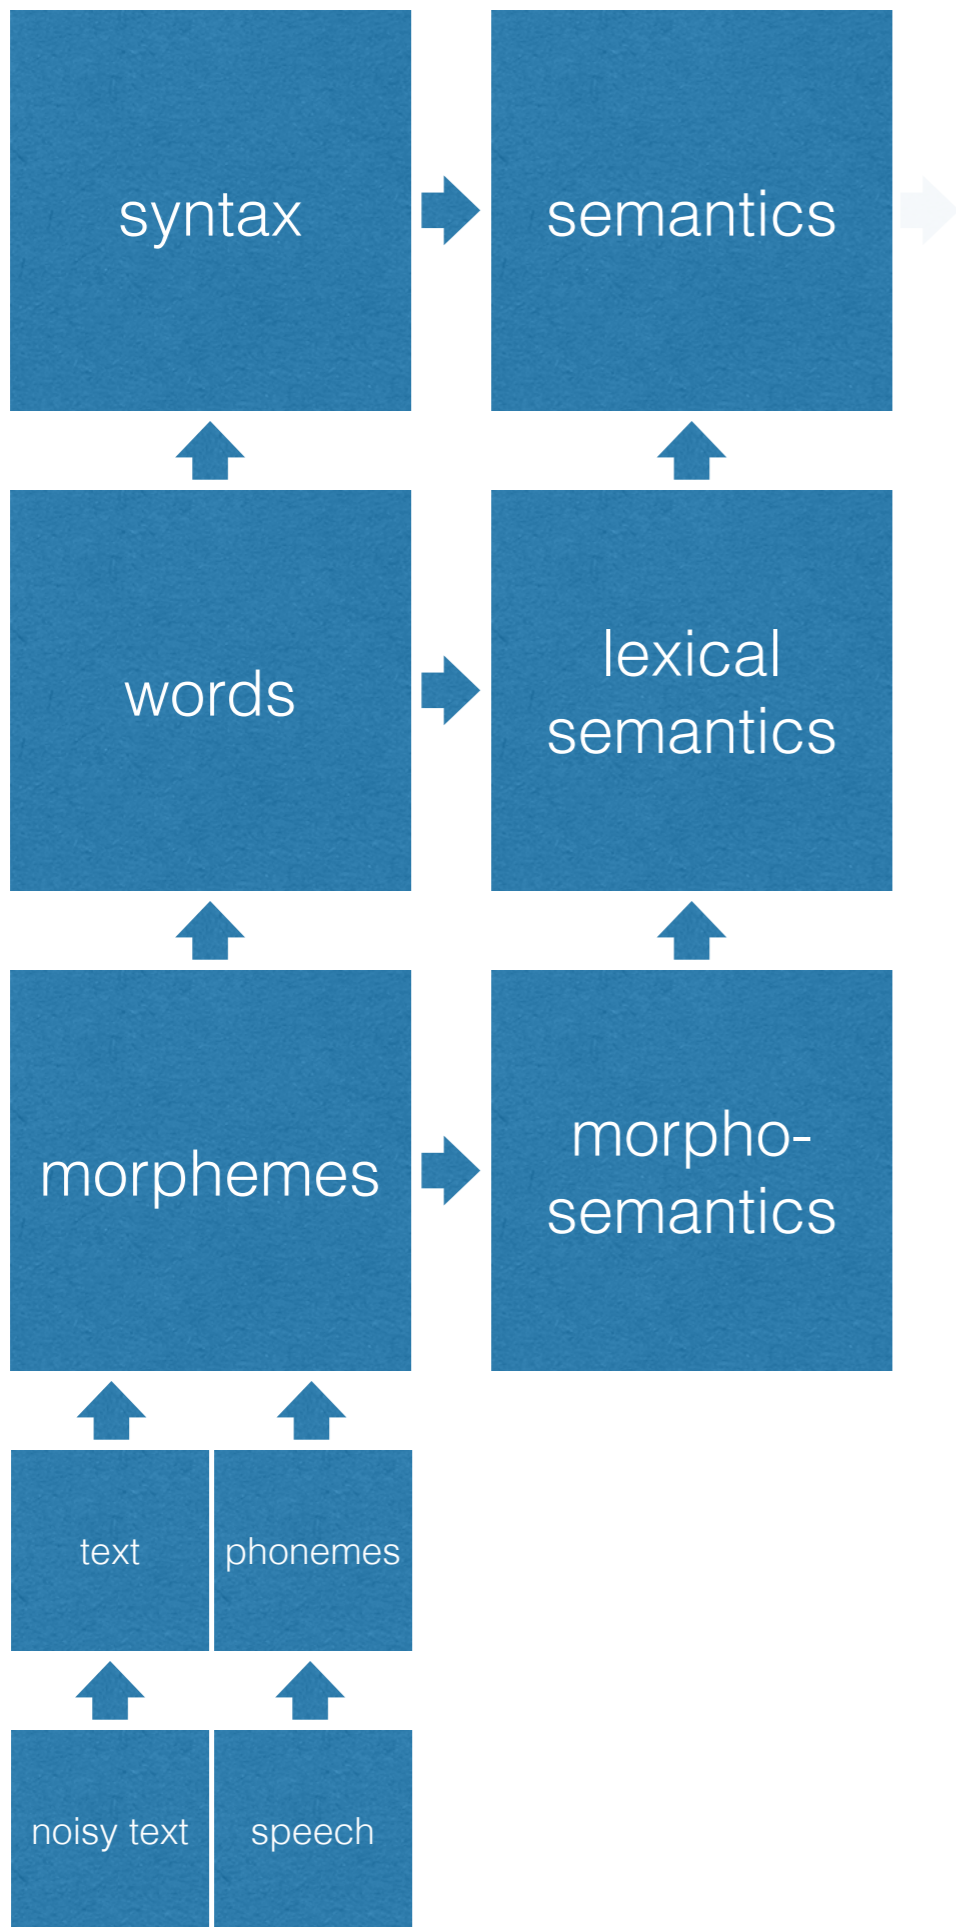 syntax
semantics
words
lexical
semantics
morphemes
morpho-
semantics
text
phonemes
noisy text
speech